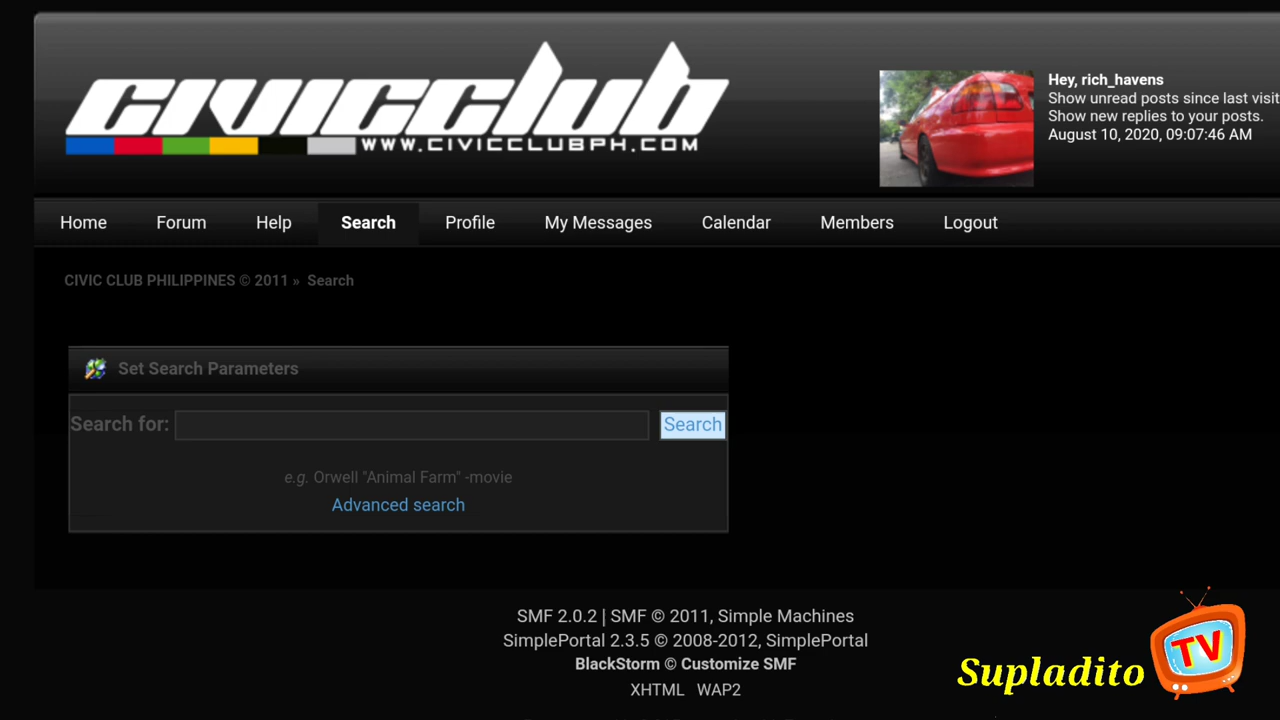 civicclub
WWW.CIVICCLUBPH.COM
Hey, rich_havens
Show unread posts since last visit
Show new replies to your posts.
August 10, 2020, 09:07:46 AM
Home Forum Help Search Profile My Messages Calendar Members Logout
CIVIC CLUB PHILIPPINES © 2011 » Search
Set Search Parameters
Search for: Search
e.g. Orwell "Animal Farm" -movie
Advanced search
SMF 2.0.2 | SMF © 2011, Simple Machines
SimplePortal 2.3.5 © 2008-2012, SimplePortal
BlackStorm © Customize SMF
XHTML WAP2
Supladito TV